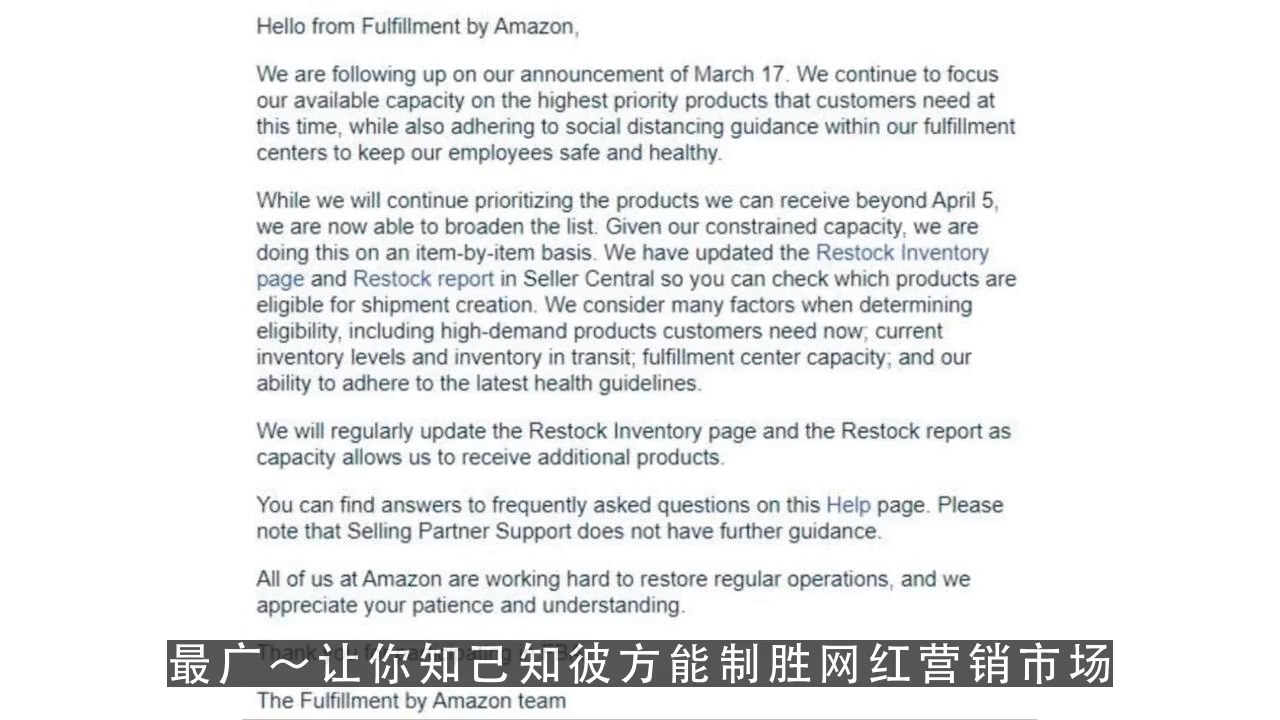 Hello from Fulfillment by Amazon,
We are following up on our announcement of March 17. We continue to focus
our available capacity on the highest priority products that customers need at
this time, while also adhering to social distancing guidance within our fulfillment
centers to keep our employees safe and healthy.
While we will continue prioritizing the products we can receive beyond April 5,
we are now able to broaden the list. Given our constrained capacity, we are
doing this on an item-by-item basis. We have updated the Restock Inventory
page and Restock report in Seller Central so you can check which products are
eligible for shipment creation. We consider many factors when determining
eligibility, including high-demand products customers need now; current
inventory levels and inventory in transit; fulfillment center capacity; and our
ability to adhere to the latest health guidelines.
We will regularly update the Restock Inventory page and the Restock report as
capacity allows us to receive additional products.
You can find answers to frequently asked questions on this Help page. Please
note that Selling Partner Support does not have further guidance.
All of us at Amazon are working hard to restore regular operations, and we
appreciate your patience and understanding.
最广～让你知己知彼方能制胜网红营销市场
The Fulfillment by Amazon team